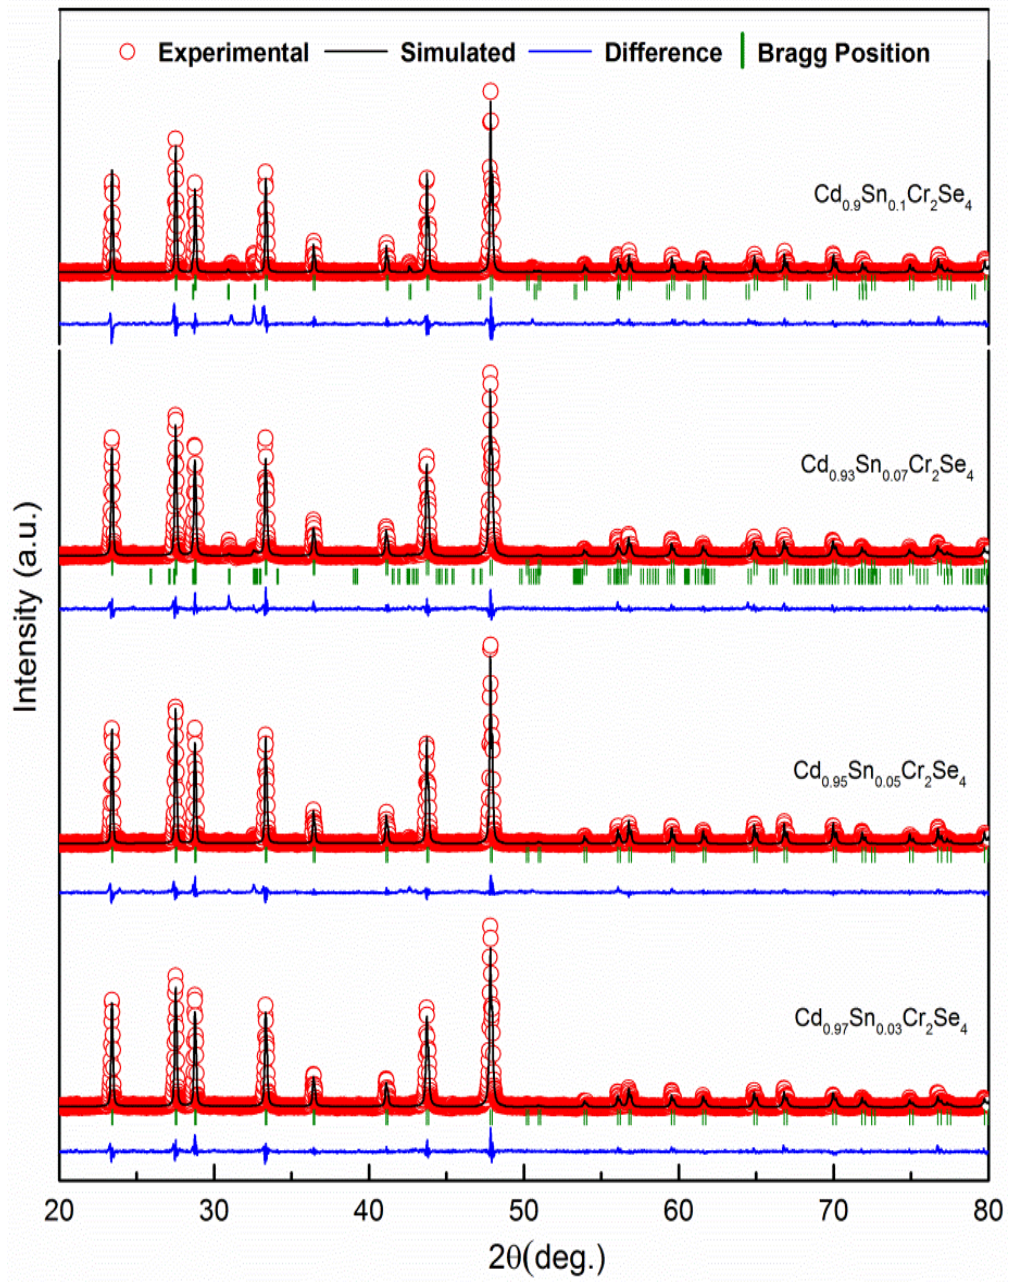 Experimental Simulated Difference Bragg Position
Cd0.9Sn0.1Cr2Se4
Cd0.93Sn0.07Cr2Se4
Cd0.95Sn0.05Cr2Se4
Cd0.97Sn0.03Cr2Se4
Intensity (a.u.)
20 30 40 50 60 70 80
2θ(deg.)